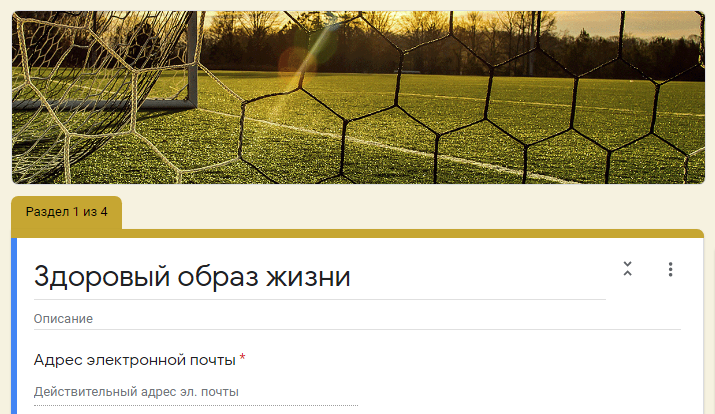 Раздел 1 из 4
Здоровый образ жизни
Описание
Адрес электронной почты *
Действительный адрес эл. почты